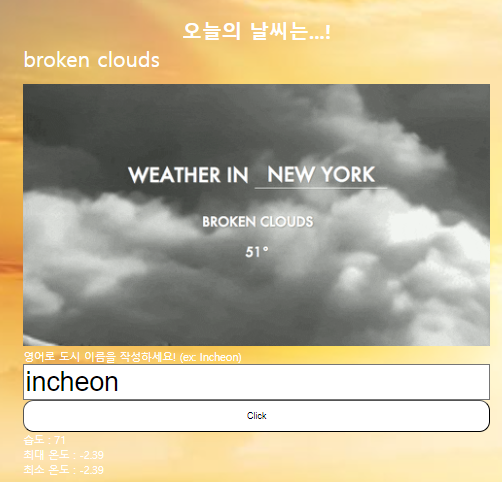 오늘의 날씨는...!
broken clouds
WEATHER IN NEW YORK
BROKEN CLOUDS
51°
영어로 도시 이름을 작성하세요! (ex: Incheon)
incheon
Click
습도 : 71
최대 온도 : -2.39
최소 온도 : -2.39